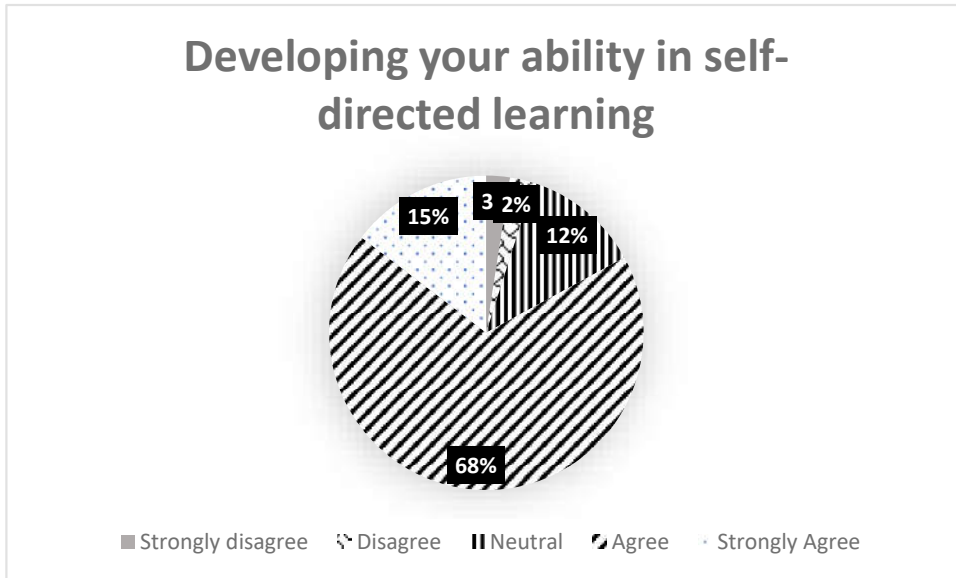 Developing your ability in self-
directed learning
3
2%
15%
12%
68%
Strongly disagree Disagree Neutral Agree Strongly Agree